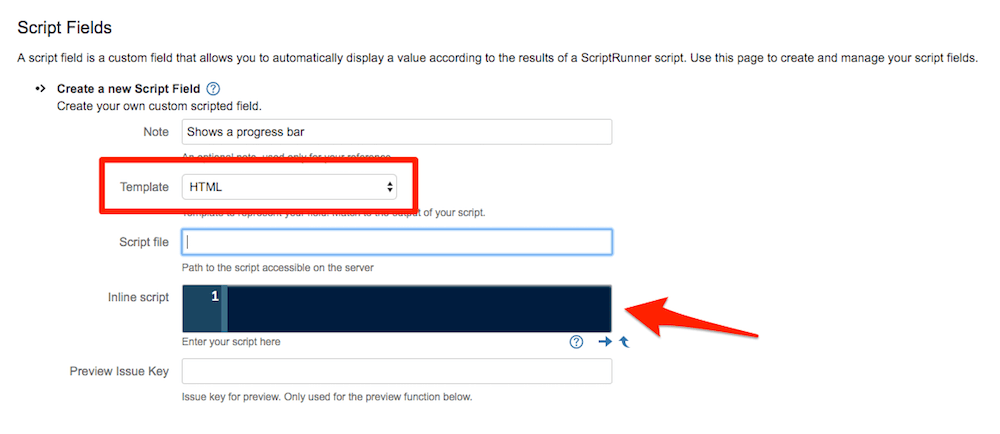 Script Fields
A script field is a custom field that allows you to automatically display a value according to the results of a ScriptRunner script. Use this page to create and manage your script fields.
Create a new Script Field ?
Create your own custom scripted field.
Note Shows a progress bar
An optional note, used only for your reference.
Template HTML
Template to represent your field. Match to the output of your script.
Script file
Path to the script accessible on the server
Inline script 1
Enter your script here ?
Preview Issue Key
Issue key for preview. Only used for the preview function below.